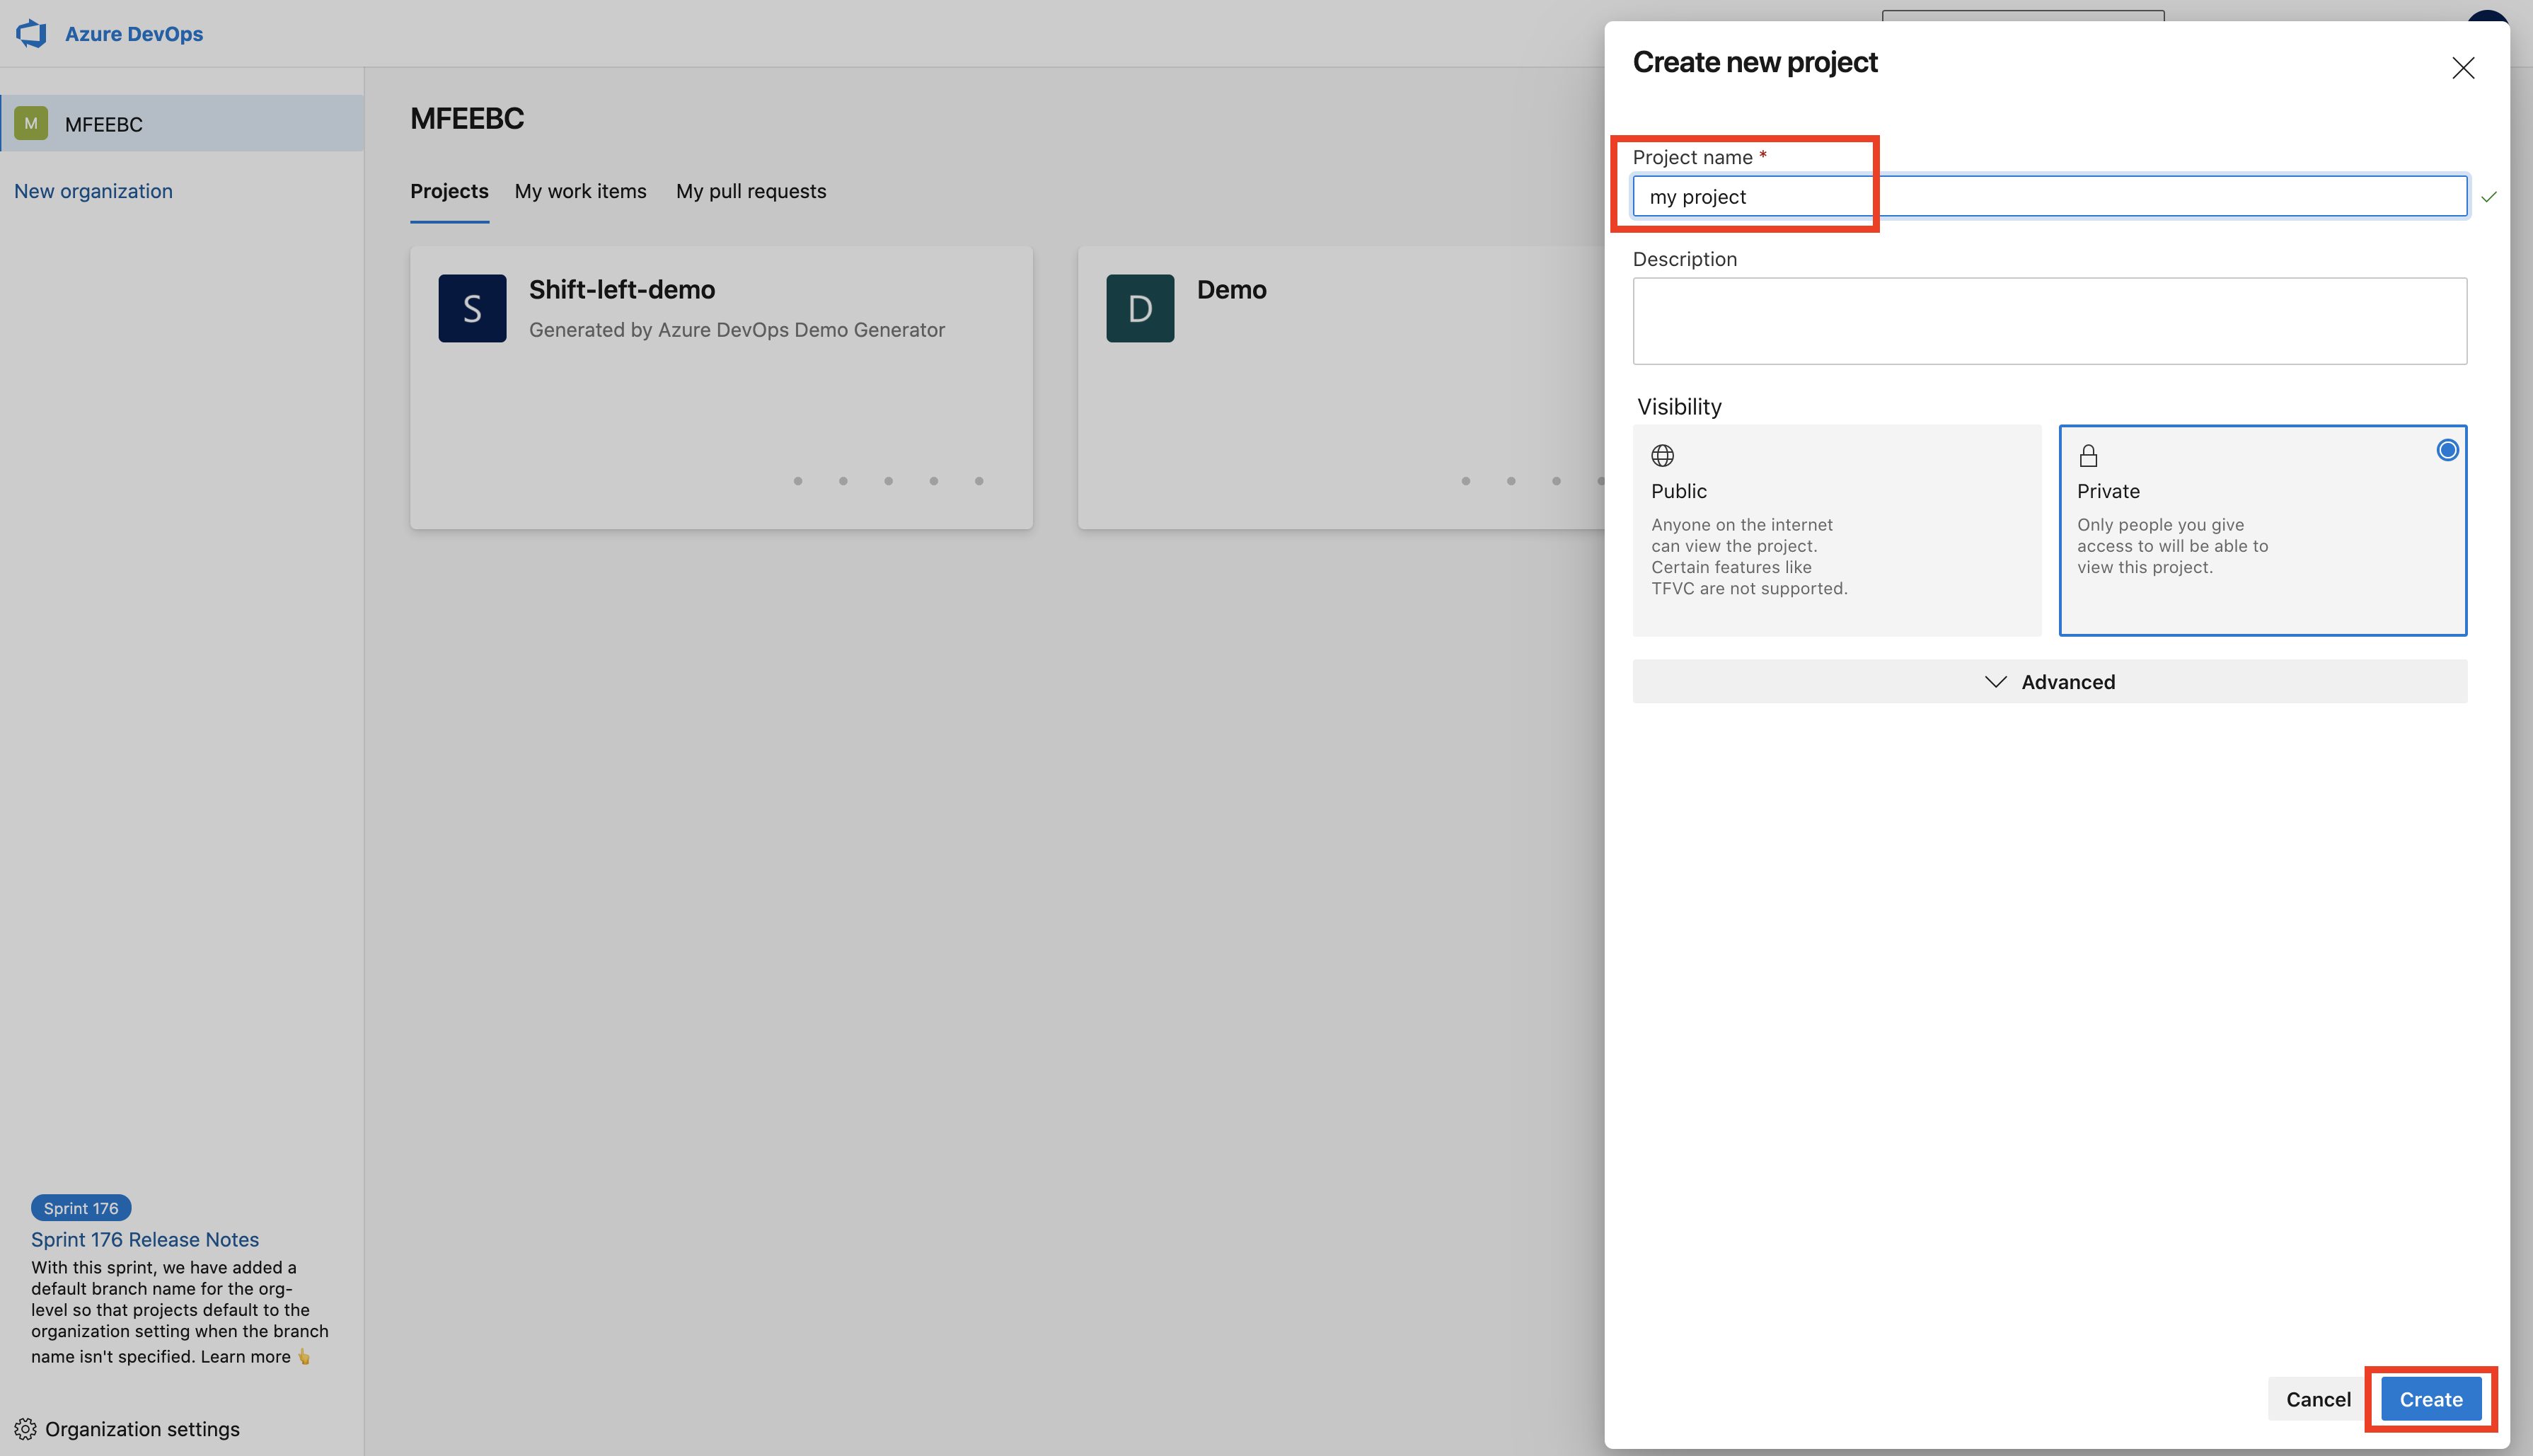 Azure DevOps
M
MFEEBC
New organization
Sprint 176
Sprint 176 Release Notes
With this sprint, we have added a
default branch name for the org-
level so that projects default to the
organization setting when the branch
name isn't specified. Learn more 👆
Organization settings
MFEEBC
Projects My work items My pull requests
S
Shift-left-demo
Generated by Azure DevOps Demo Generator
D
Demo
Create new project
Project name *
my project
Description
Visibility
Public
Anyone on the internet
can view the project.
Certain features like
TFVC are not supported.
Private
Only people you give
access to will be able to
view this project.
Advanced
Cancel
Create